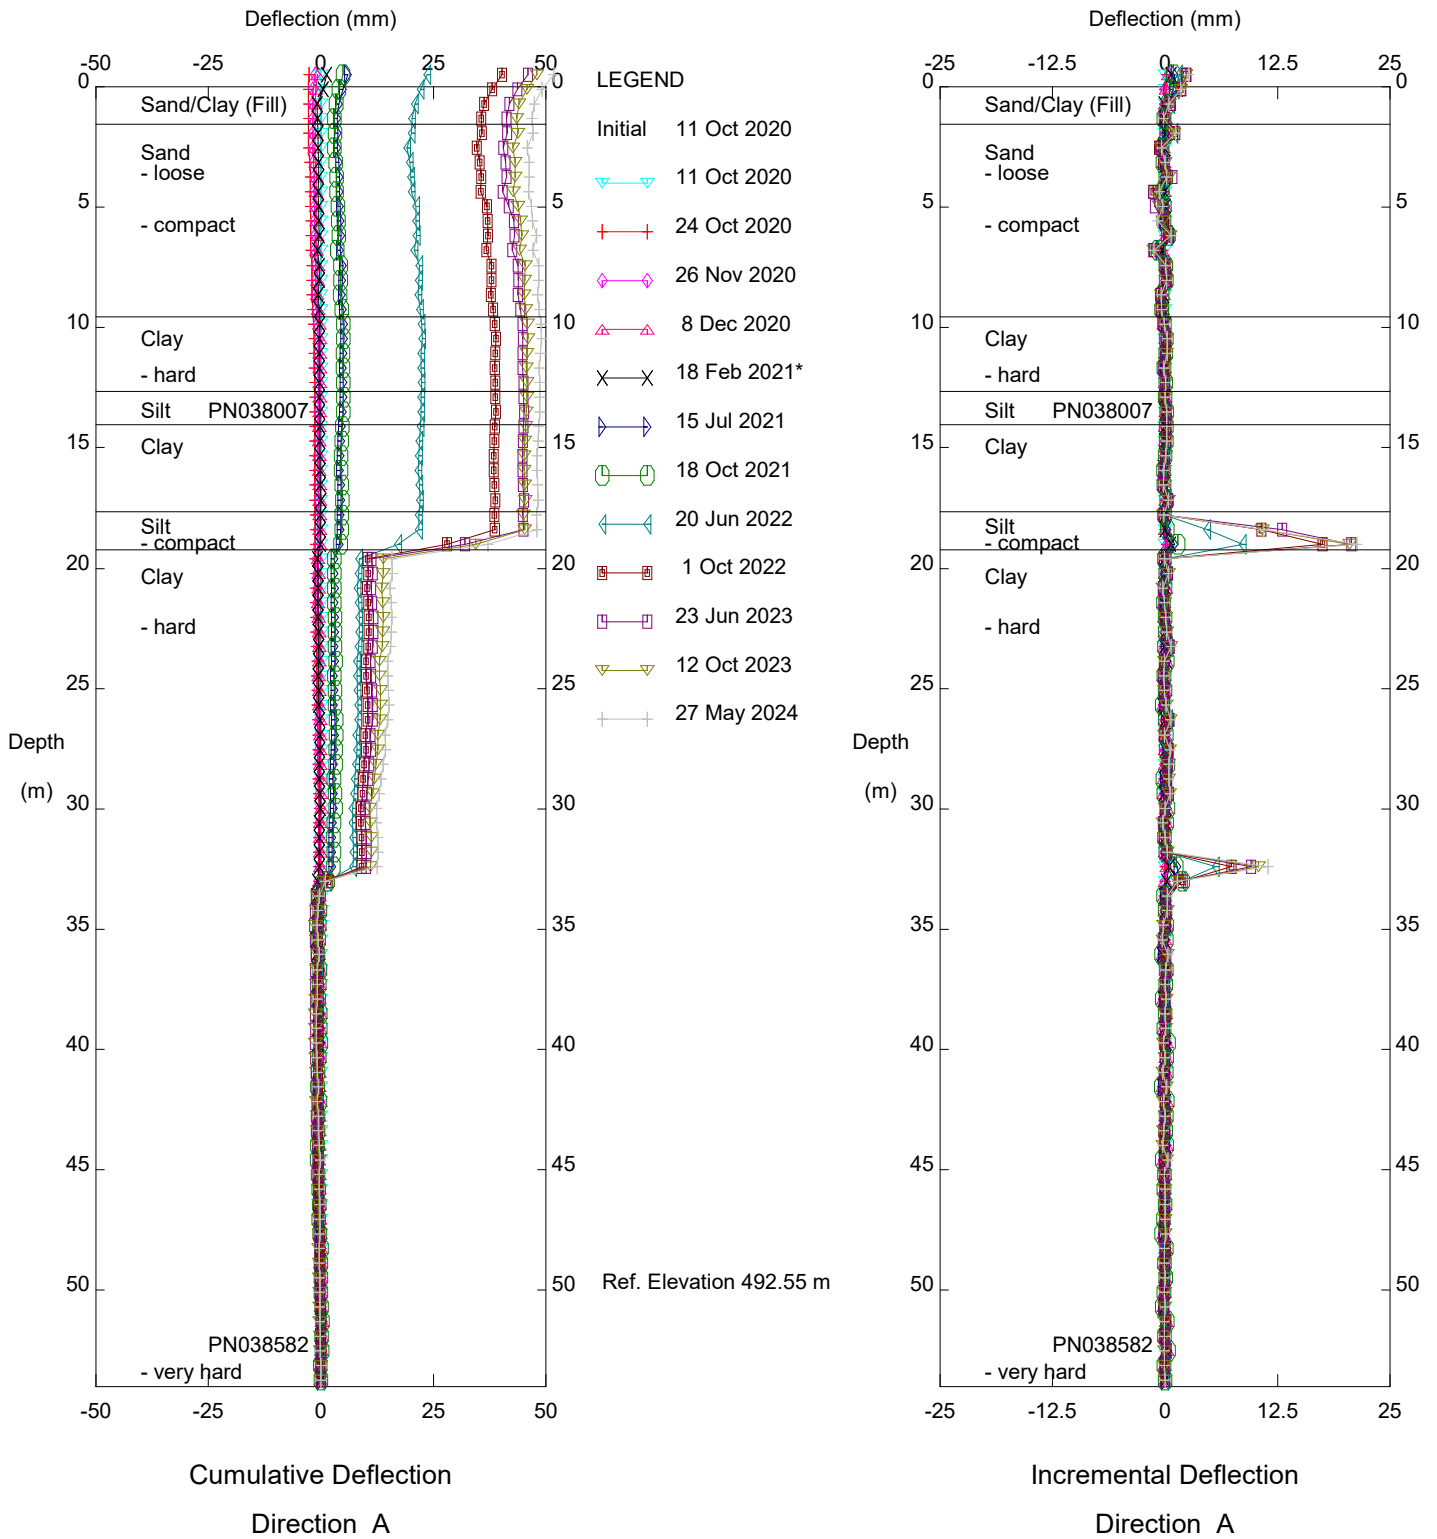 Deflection (mm)
-50 -25 0 25 50
0 0
Sand/Clay (Fill)
Sand
- loose
5 5
- compact
10 10
Clay
- hard
Silt PN038007
15 15
Clay
Silt
- compact
20 20
Clay
- hard
25 25
Depth
(m)
30 30
35 35
40 40
45 45
50 50
PN038582
- very hard
-50 -25 0 25 50
Cumulative Deflection
Direction A
LEGEND
Initial 11 Oct 2020
11 Oct 2020
24 Oct 2020
26 Nov 2020
8 Dec 2020
18 Feb 2021*
15 Jul 2021
18 Oct 2021
20 Jun 2022
1 Oct 2022
23 Jun 2023
12 Oct 2023
27 May 2024
Ref. Elevation 492.55 m
Deflection (mm)
-25 -12.5 0 12.5 25
0 0
Sand/Clay (Fill)
Sand
- loose
5 5
- compact
10 10
Clay
- hard
Silt PN038007
15 15
Clay
Silt
- compact
20 20
Clay
- hard
25 25
Depth
(m)
30 30
35 35
40 40
45 45
50 50
PN038582
- very hard
-25 -12.5 0 12.5 25
Incremental Deflection
Direction A